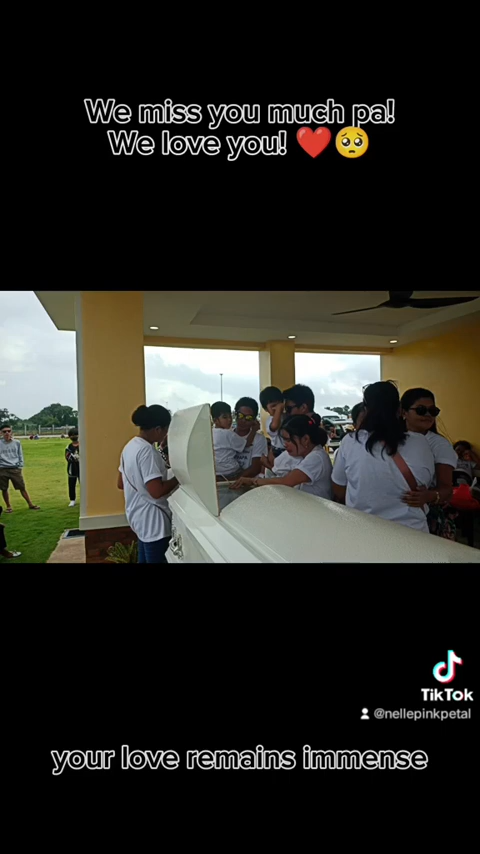 We miss you much pa!
We love you! ❤️🥺
TikTok
@nellepinkpetal
your love remains immense